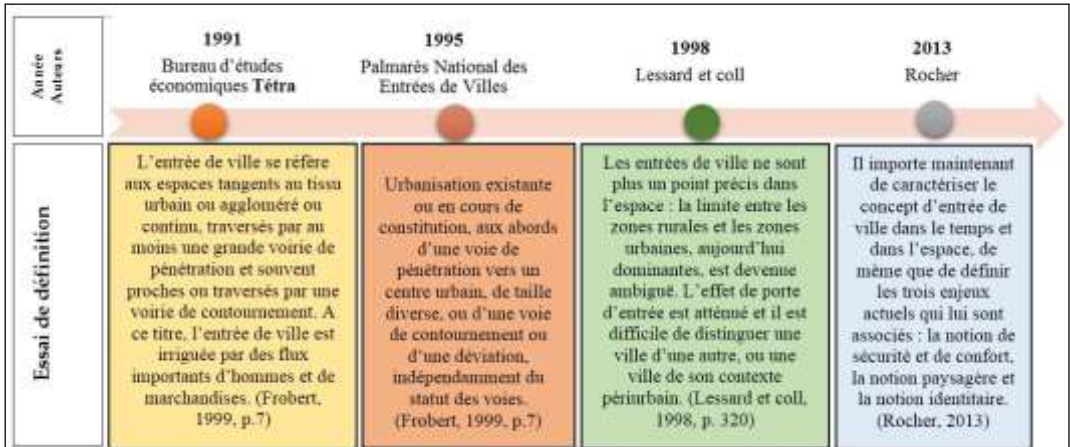 Année
Auteurs
1991
Bureau d'études
économiques Tétra
1995
Palmarès National des
Entrées de Villes
1998
Lessard et coll
2013
Rocher
Essai de définition
L'entrée de ville se réfère
aux espaces tangents au tissu
urbain ou aggloméré ou
continu, traversés par au
moins une grande voirie de
pénétration et souvent
proches ou traversés par une
voirie de contournement. A
ce titre, l'entrée de ville est
irriguée par des flux
importants d'hommes et de
marchandises. (Frobert,
1999, p.7)
Urbanisation existante
ou en cours de
constitution, aux abords
d'une voie de
pénétration vers un
centre urbain, de taille
diverse, ou d'une voie
de contournement ou
d'une déviation,
indépendamment du
statut des voies.
(Frobert, 1999, p.7)
Les entrées de ville ne sont
plus un point précis dans
l'espace : la limite entre les
zones rurales et les zones
urbaines, aujourd'hui
dominantes, est devenue
ambiguë. L'effet de porte
d'entrée est atténué et il est
difficile de distinguer une
ville d'une autre, ou une
ville de son contexte
périurbain. (Lessard et coll,
1998, p. 320)
Il importe maintenant
de caractériser le
concept d'entrée de
ville dans le temps et
dans l'espace, de
même que de définir
les trois enjeux
actuels qui lui sont
associés : la notion de
sécurité et de confort,
la notion paysagère et
la notion identitaire.
(Rocher, 2013)